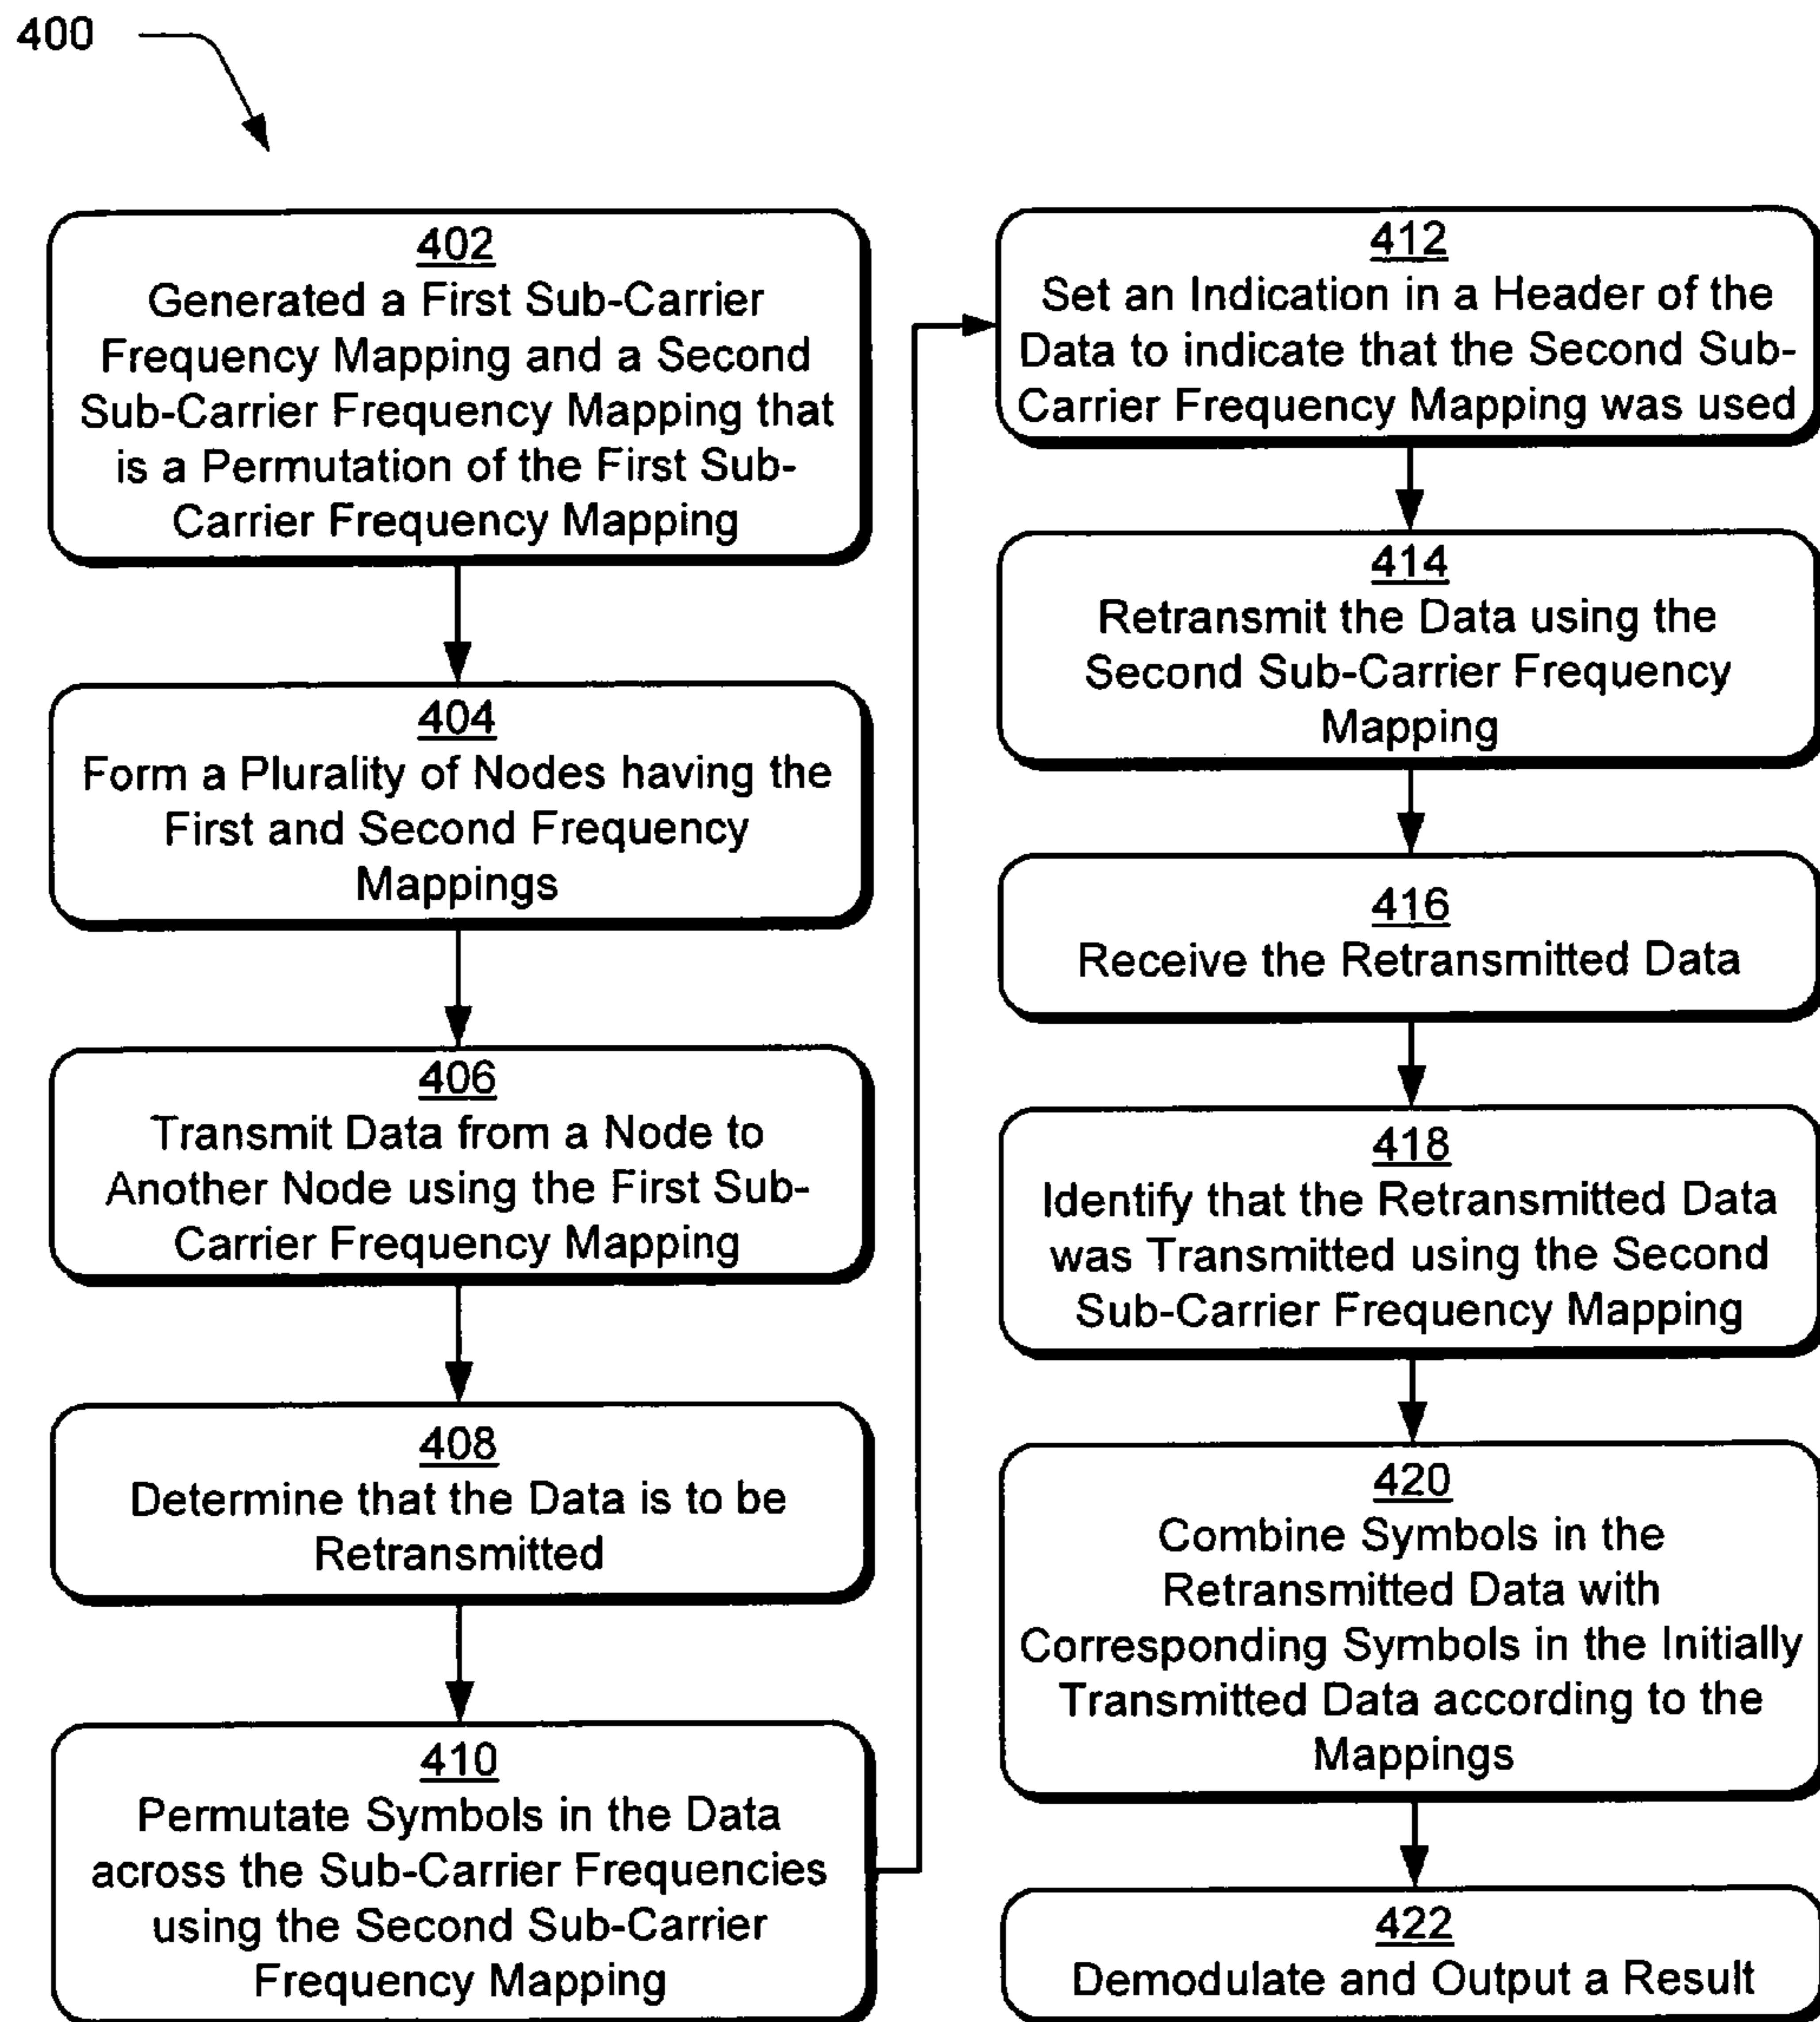 400
402
Generated a First Sub-Carrier
Frequency Mapping and a Second
Sub-Carrier Frequency Mapping that
is a Permutation of the First Sub-
Carrier Frequency Mapping
404
Form a Plurality of Nodes having the
First and Second Frequency
Mappings
406
Transmit Data from a Node to
Another Node using the First Sub-
Carrier Frequency Mapping
408
Determine that the Data is to be
Retransmitted
410
Permutate Symbols in the Data
across the Sub-Carrier Frequencies
using the Second Sub-Carrier
Frequency Mapping
412
Set an Indication in a Header of the
Data to indicate that the Second Sub-
Carrier Frequency Mapping was used
414
Retransmit the Data using the
Second Sub-Carrier Frequency
Mapping
416
Receive the Retransmitted Data
418
Identify that the Retransmitted Data
was Transmitted using the Second
Sub-Carrier Frequency Mapping
420
Combine Symbols in the
Retransmitted Data with
Corresponding Symbols in the Initially
Transmitted Data according to the
Mappings
422
Demodulate and Output a Result